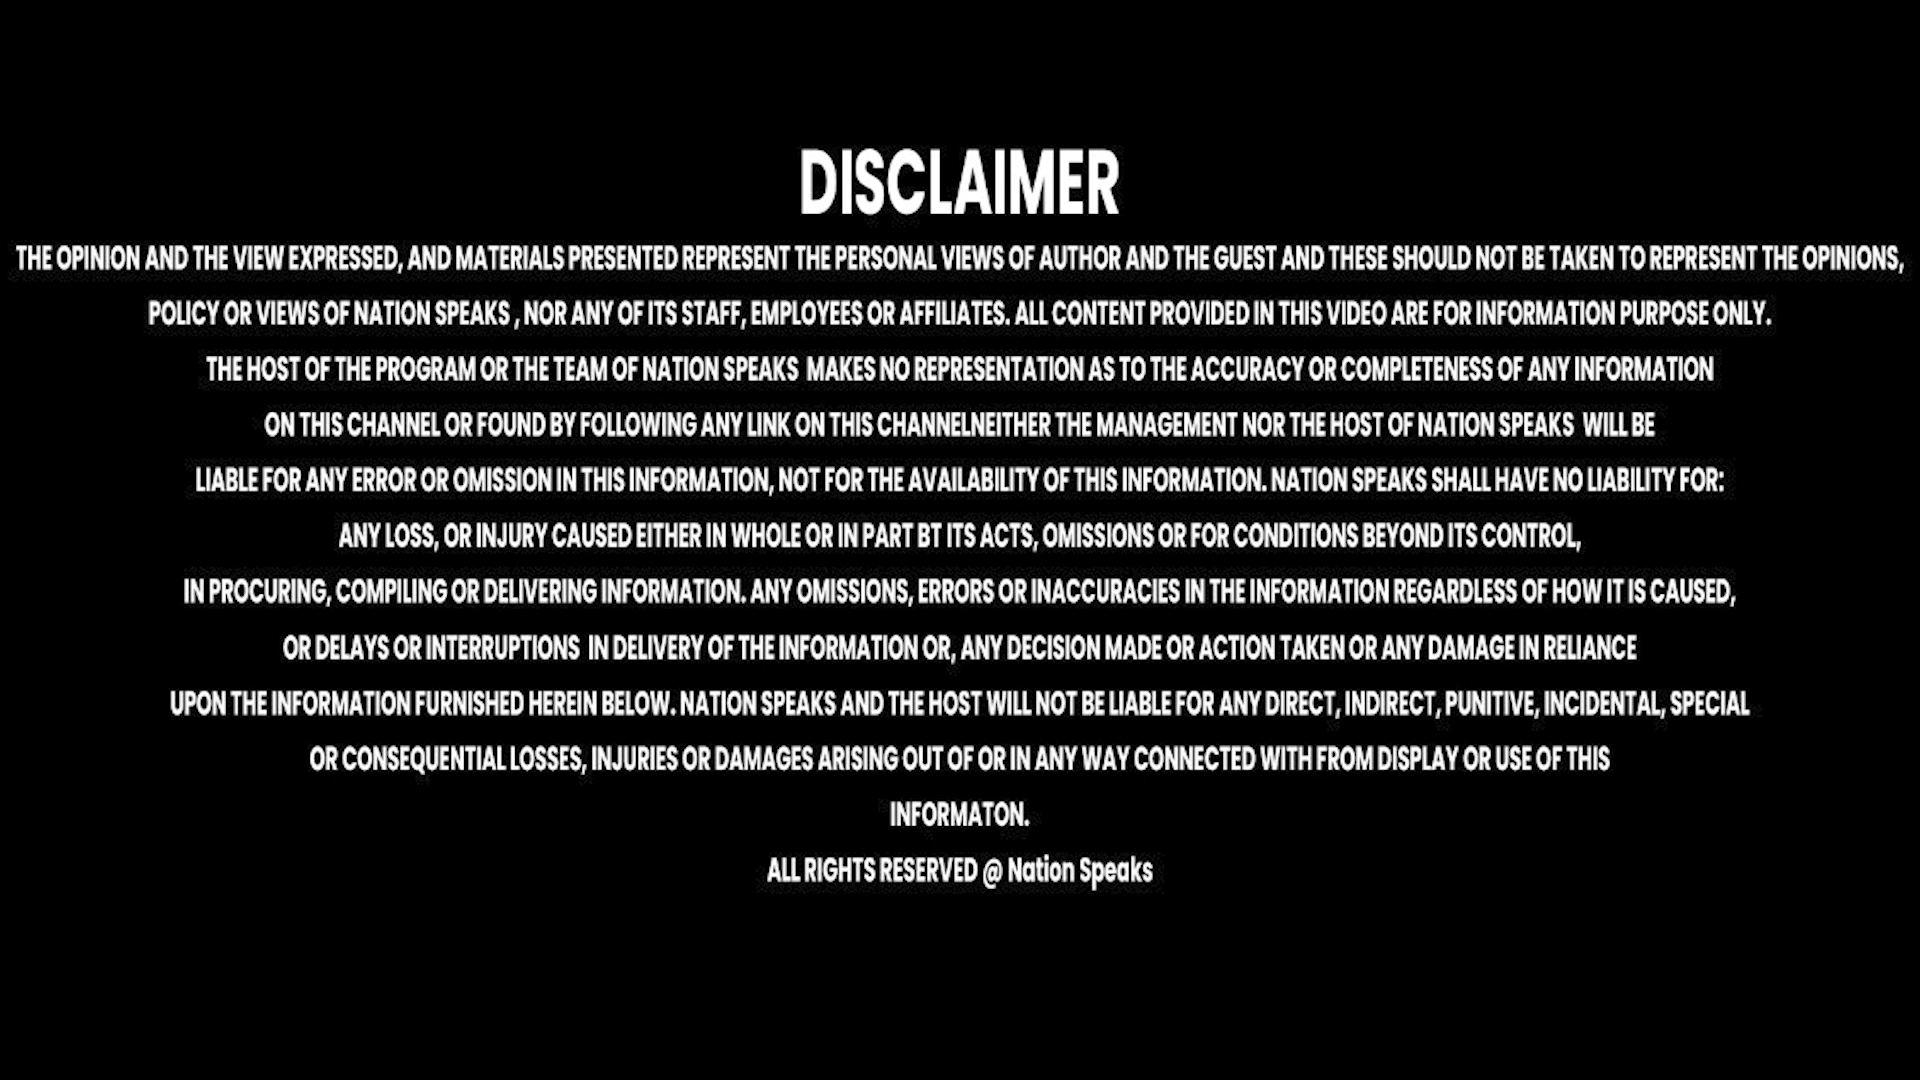 DISCLAIMER
THE OPINION AND THE VIEW EXPRESSED, AND MATERIALS PRESENTED REPRESENT THE PERSONAL VIEWS OF AUTHOR AND THE GUEST AND THESE SHOULD NOT BE TAKEN TO REPRESENT THE OPINIONS,
POLICY OR VIEWS OF NATION SPEAKS , NOR ANY OF ITS STAFF, EMPLOYEES OR AFFILIATES. ALL CONTENT PROVIDED IN THIS VIDEO ARE FOR INFORMATION PURPOSE ONLY.
THE HOST OF THE PROGRAM OR THE TEAM OF NATION SPEAKS MAKES NO REPRESENTATION AS TO THE ACCURACY OR COMPLETENESS OF ANY INFORMATION
ON THIS CHANNEL OR FOUND BY FOLLOWING ANY LINK ON THIS CHANNELNEITHER THE MANAGEMENT NOR THE HOST OF NATION SPEAKS WILL BE
LIABLE FOR ANY ERROR OR OMISSION IN THIS INFORMATION, NOT FOR THE AVAILABILITY OF THIS INFORMATION. NATION SPEAKS SHALL HAVE NO LIABILITY FOR:
ANY LOSS, OR INJURY CAUSED EITHER IN WHOLE OR IN PART BT ITS ACTS, OMISSIONS OR FOR CONDITIONS BEYOND ITS CONTROL,
IN PROCURING, COMPILING OR DELIVERING INFORMATION. ANY OMISSIONS, ERRORS OR INACCURACIES IN THE INFORMATION REGARDLESS OF HOW IT IS CAUSED,
OR DELAYS OR INTERRUPTIONS IN DELIVERY OF THE INFORMATION OR, ANY DECISION MADE OR ACTION TAKEN OR ANY DAMAGE IN RELIANCE
UPON THE INFORMATION FURNISHED HEREIN BELOW. NATION SPEAKS AND THE HOST WILL NOT BE LIABLE FOR ANY DIRECT, INDIRECT, PUNITIVE, INCIDENTAL, SPECIAL
OR CONSEQUENTIAL LOSSES, INJURIES OR DAMAGES ARISING OUT OF OR IN ANY WAY CONNECTED WITH FROM DISPLAY OR USE OF THIS
INFORMATON.
ALL RIGHTS RESERVED @ Nation Speaks